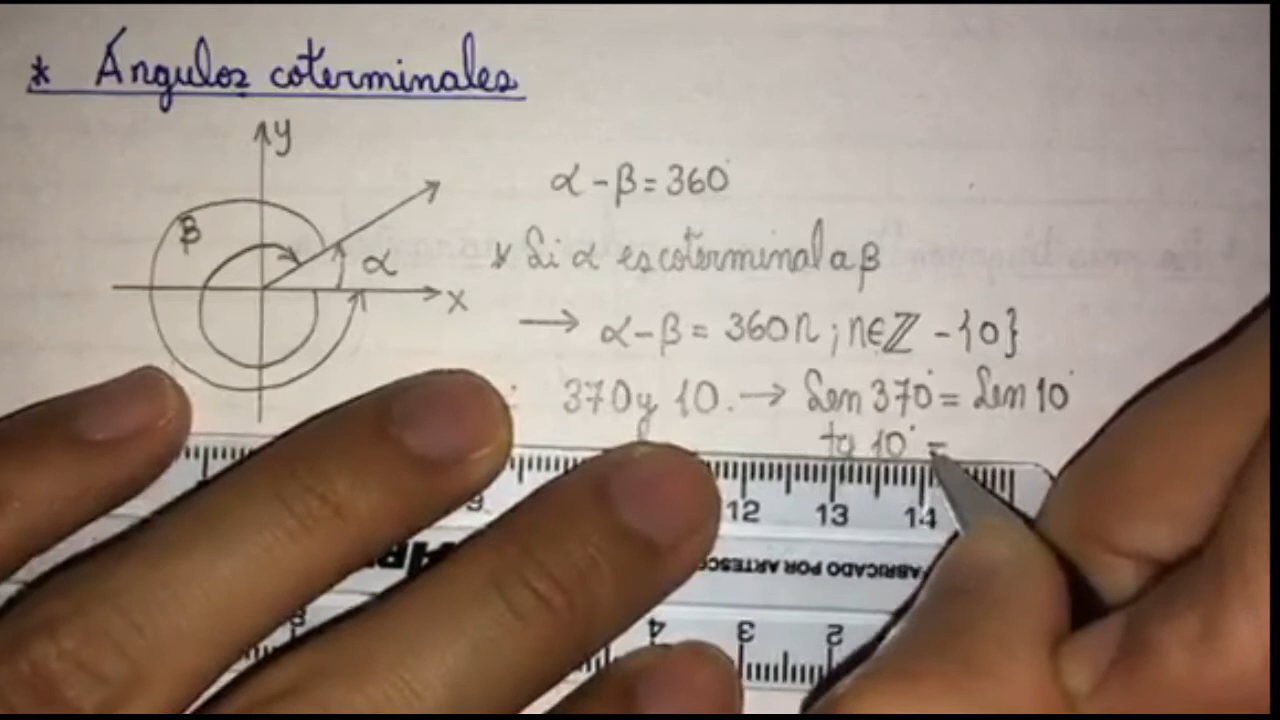 * Ángulos coterminales
y
β
α
x
α - β = 360°
* Si α es coterminal a β
→ α - β = 360n ; n∈ℤ - {0}
: 370 y 10. → Sen 370° = Sen 10°
tg 10° =
12 13 14
FABRICADO POR ARTESCO
4 3 2